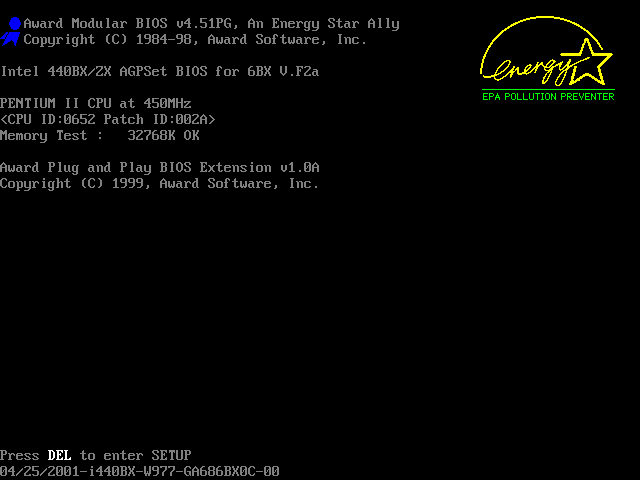 Award Modular BIOS v4.51PG, An Energy Star Ally
Copyright (C) 1984-98, Award Software, Inc.
energy
EPA POLLUTION PREVENTER
Intel 440BX/ZX AGPSet BIOS for 6BX V.F2a
PENTIUM II CPU at 450MHz
<CPU ID:0652 Patch ID:002A>
Memory Test :   32768K OK
Award Plug and Play BIOS Extension v1.0A
Copyright (C) 1999, Award Software, Inc.
Press DEL to enter SETUP
04/25/2001-i440BX-W977-GA686BX0C-00